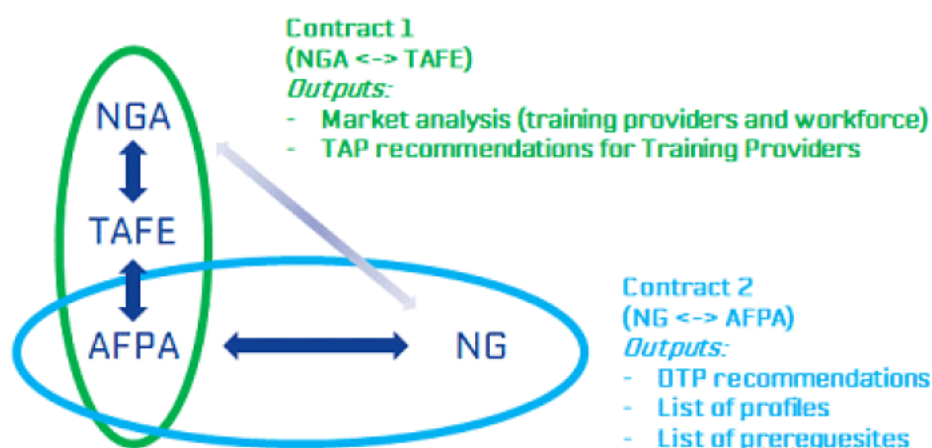 Contract 1
(NGA <-> TAFE)
Outputs:
- Market analysis (training providers and workforce)
- TAP recommendations for Training Providers
NGA
TAFE
AFPA
NG
Contract 2
(NG <-> AFPA)
Outputs:
- DTP recommendations
- List of profiles
- List of prerequesites